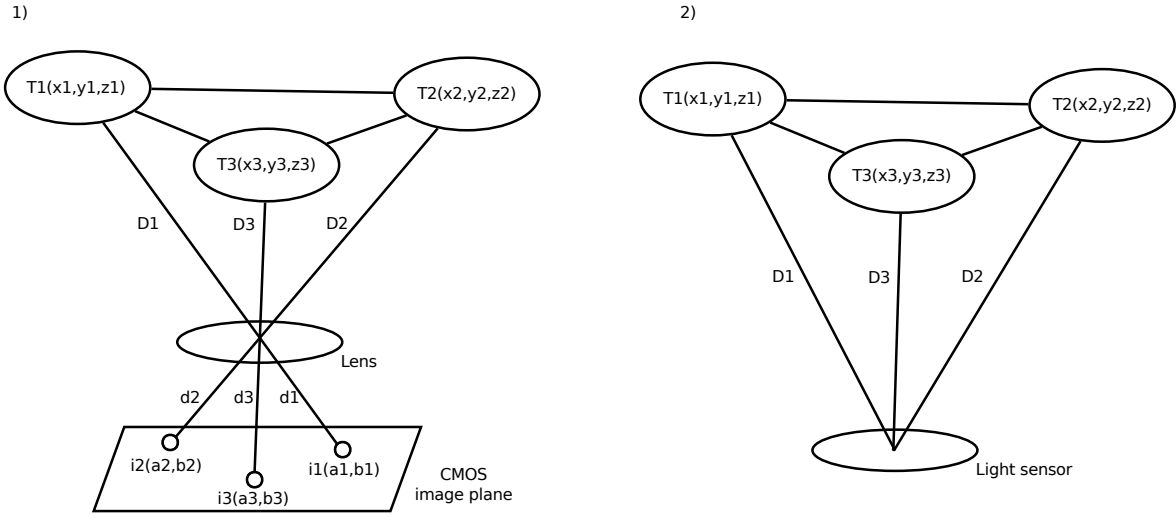 1)
T1(x1,y1,z1)
T2(x2,y2,z2)
T3(x3,y3,z3)
D1
D3
D2
Lens
d2
d3
d1
i2(a2,b2)
i1(a1,b1)
i3(a3,b3)
CMOS
image plane
2)
T1(x1,y1,z1)
T2(x2,y2,z2)
T3(x3,y3,z3)
D1
D3
D2
Light sensor